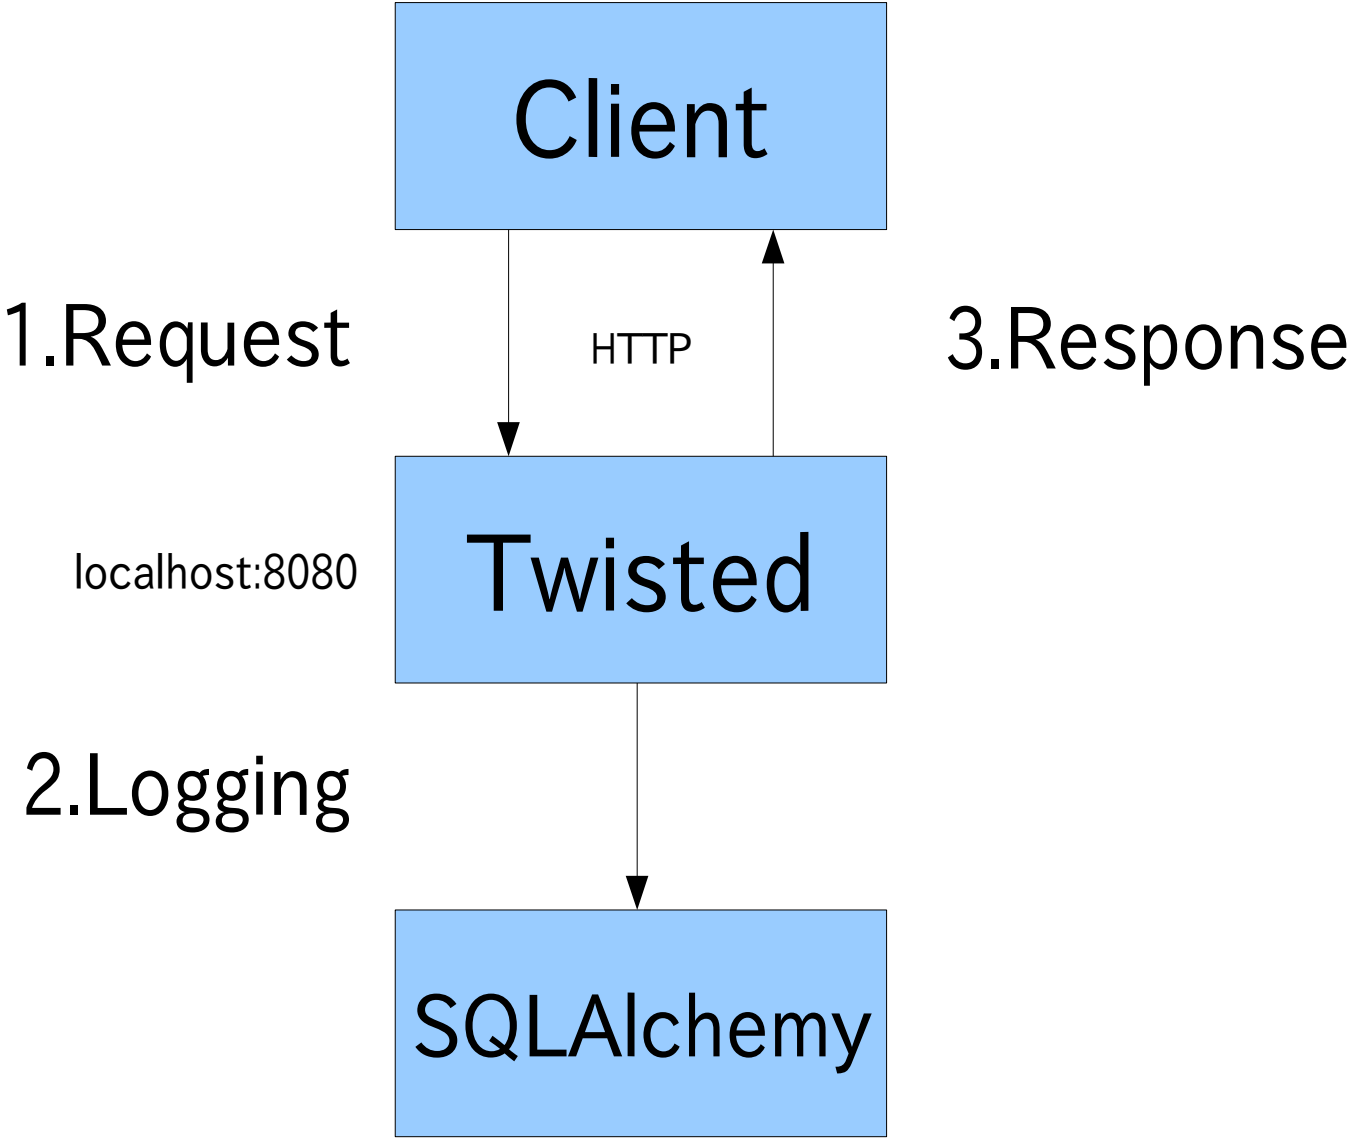 Client
1.Request
HTTP
3.Response
localhost:8080
Twisted
2.Logging
SQLAlchemy